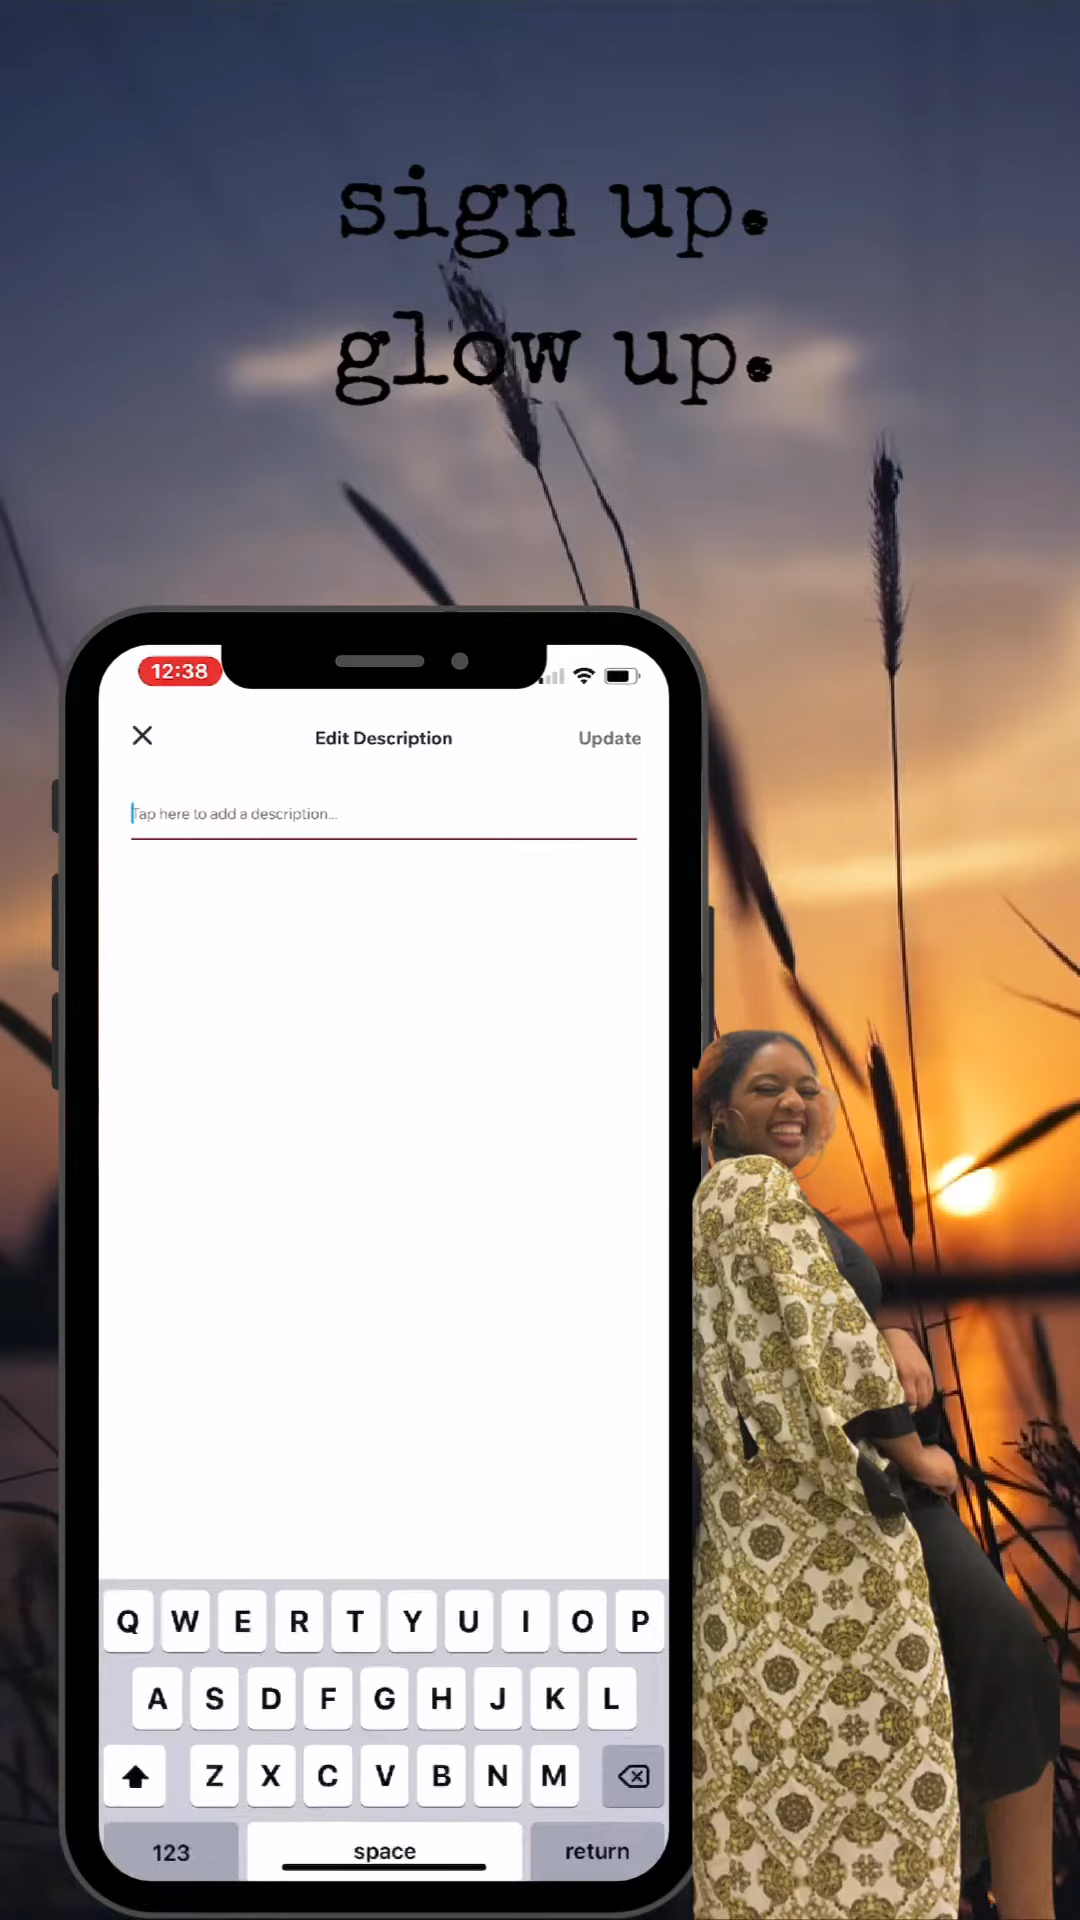 sign up.
glow up.
12:38
Edit Description
Update
Tap here to add a description...
Q W E R T Y U I O P
A S D F G H J K L
Z X C V B N M
123 space return